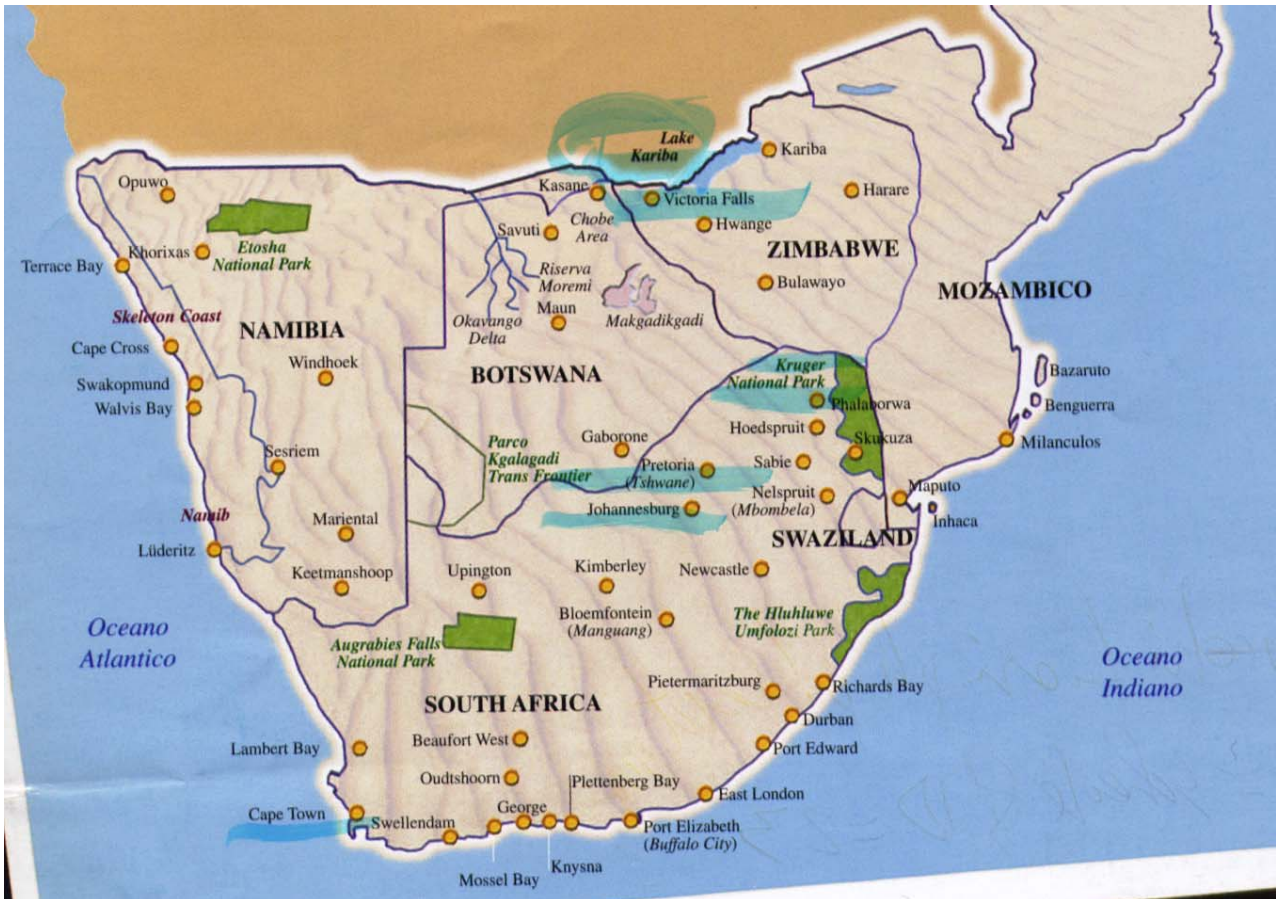 Lake
Kariba
Kariba
Opuwo
Kasane
Victoria Falls
Harare
Chobe
Area
Savuti
Hwange
Khorixas
Etosha
National Park
Terrace Bay
ZIMBABWE
Riserva
Moremi
Bulawayo
MOZAMBICO
Maun
Skeleton Coast
NAMIBIA
Okavango
Delta
Makgadikgadi
Cape Cross
Windhoek
BOTSWANA
Kruger
National Park
Bazaruto
Swakopmund
Walvis Bay
Phalaborwa
Benguerra
Hoedspruit
Milanculos
Gaborone
Skukuza
Parco
Kgalagadi
Trans Frontier
Sesriem
Pretoria
(Tshwane)
Sabie
Nelspruit
(Mbombela)
Maputo
Inhaca
Namib
Mariental
Johannesburg
SWAZILAND
Lüderitz
Keetmanshoop
Upington
Kimberley
Newcastle
Bloemfontein
(Manguang)
The Hluhluwe
Umfolozi Park
Oceano
Atlantico
Augrabies Falls
National Park
Oceano
Indiano
Pietermaritzburg
Richards Bay
SOUTH AFRICA
Durban
Lambert Bay
Beaufort West
Port Edward
Oudtshoorn
Plettenberg Bay
East London
Cape Town
Swellendam
George
Port Elizabeth
(Buffalo City)
Knysna
Mossel Bay